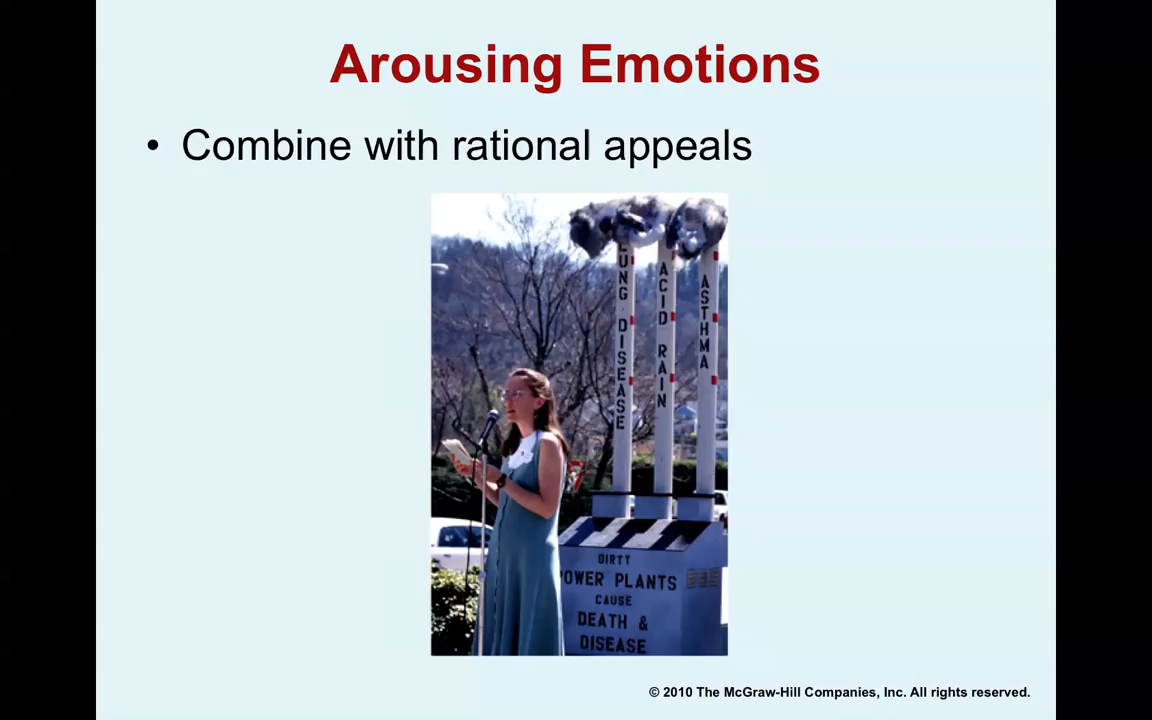 Arousing Emotions
• Combine with rational appeals
LUNG DISEASE
ACID RAIN
ASTHMA
DIRTY
POWER PLANTS
CAUSE
DEATH &
DISEASE
© 2010 The McGraw-Hill Companies, Inc. All rights reserved.